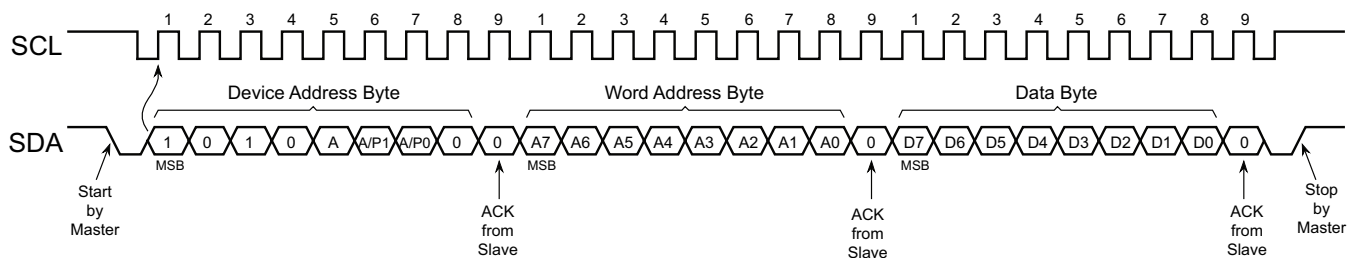 1 2 3 4 5 6 7 8 9 1 2 3 4 5 6 7 8 9 1 2 3 4 5 6 7 8 9
SCL
Device Address Byte Word Address Byte Data Byte
SDA 1 0 1 0 A A/P1 A/P0 0 0 A7 A6 A5 A4 A3 A2 A1 A0 0 D7 D6 D5 D4 D3 D2 D1 D0 0
MSB MSB MSB
Start
by
Master
ACK
from
Slave
ACK
from
Slave
ACK
from
Slave
Stop
by
Master